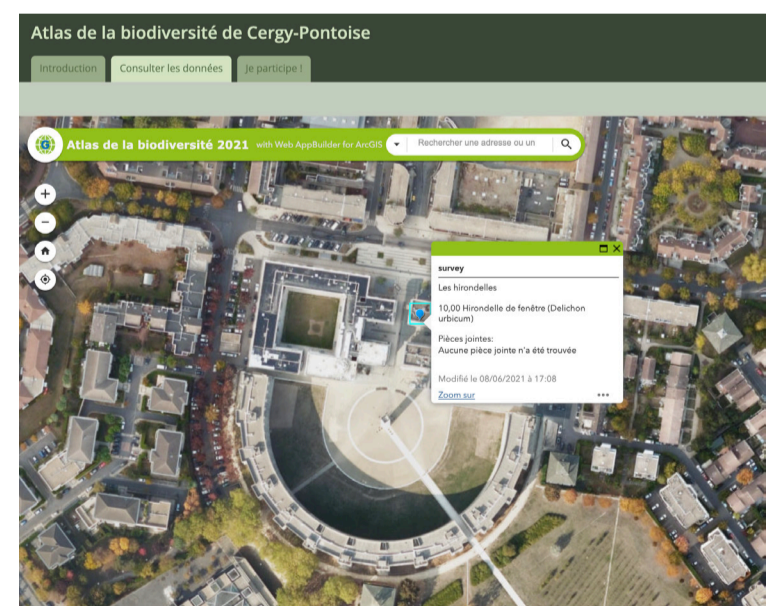 Atlas de la biodiversité de Cergy-Pontoise
Introduction
Consulter les données
Je participe !
Atlas de la biodiversité 2021 with Web AppBuilder for ArcGIS
Rechercher une adresse ou un
survey
Les hirondelles
10,00 Hirondelle de fenêtre (Delichon
urbicum)
Pièces jointes:
Aucune pièce jointe n'a été trouvée
Modifié le 08/06/2021 à 17:08
Zoom sur